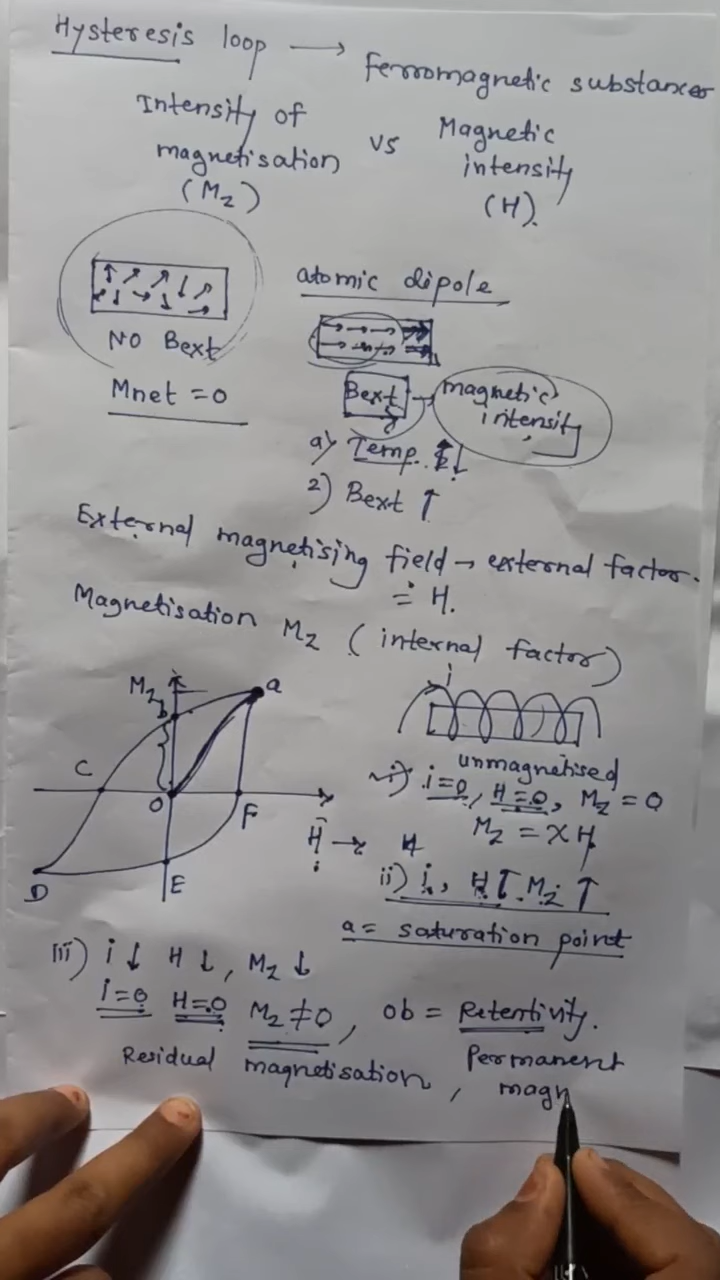 Hysteresis loop → Ferromagnetic substances
Intensity of magnetisation (Mz) vs Magnetic intensity (H).
NO Bext
Mnet = 0
atomic dipole
Bext → magnetic intensity
a) Temp. ↓
2) Bext ↑
External magnetising field → external factor.
= H.
Magnetisation Mz (internal factor)
Mz
a
b
C
O
F
H →
D
E
i
unmagnetised
i) i=0, H=0, Mz = 0
Mz = χH
ii) i, H↑, Mz ↑
a = saturation point
iii) i ↓ H ↓, Mz ↓
i=0 H=0 Mz ≠ 0, ob = Retentivity.
Residual magnetisation, Permanent
magn